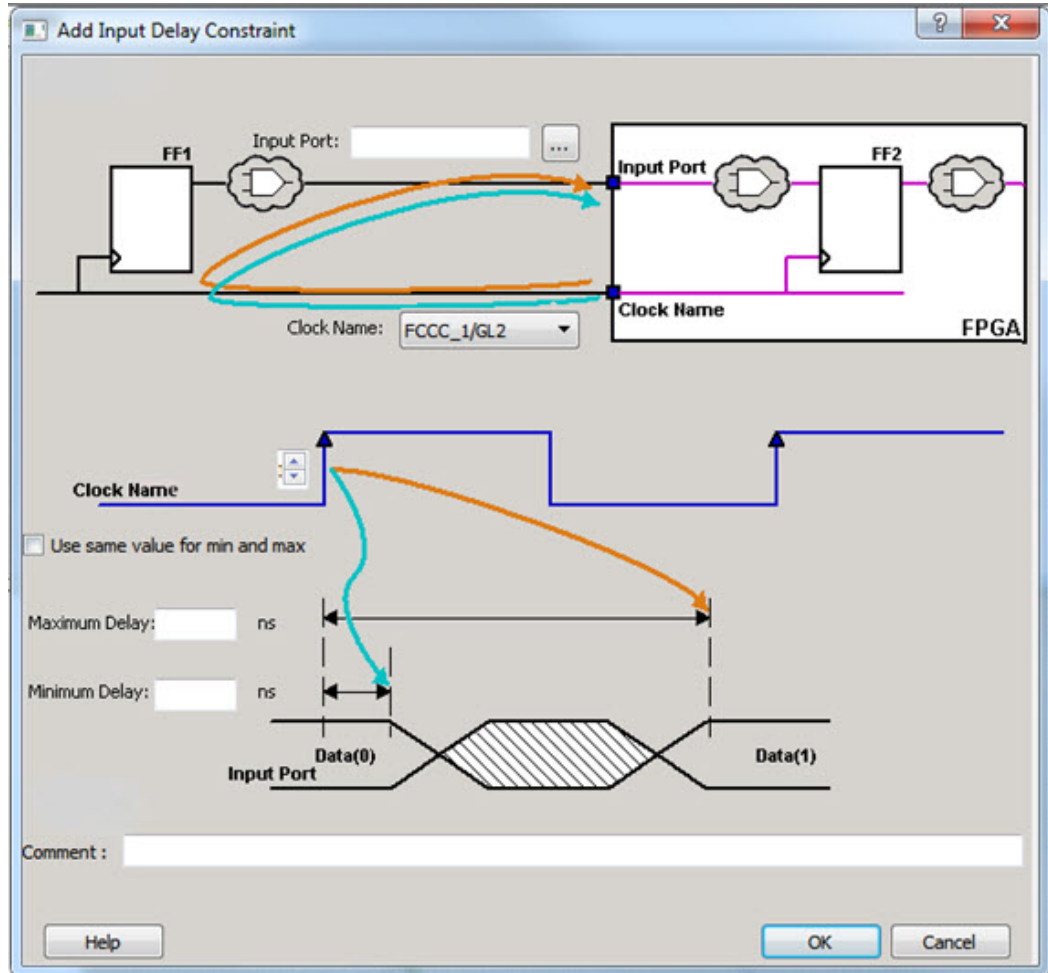 Add Input Delay Constraint
?
X
Input Port:
...
FF1
Input Port
FF2
Clock Name
Clock Name: FCCC_1/GL2
FPGA
Clock Name
Use same value for min and max
Maximum Delay: ns
Minimum Delay: ns
Data(0)
Data(1)
Input Port
Comment :
Help
OK
Cancel